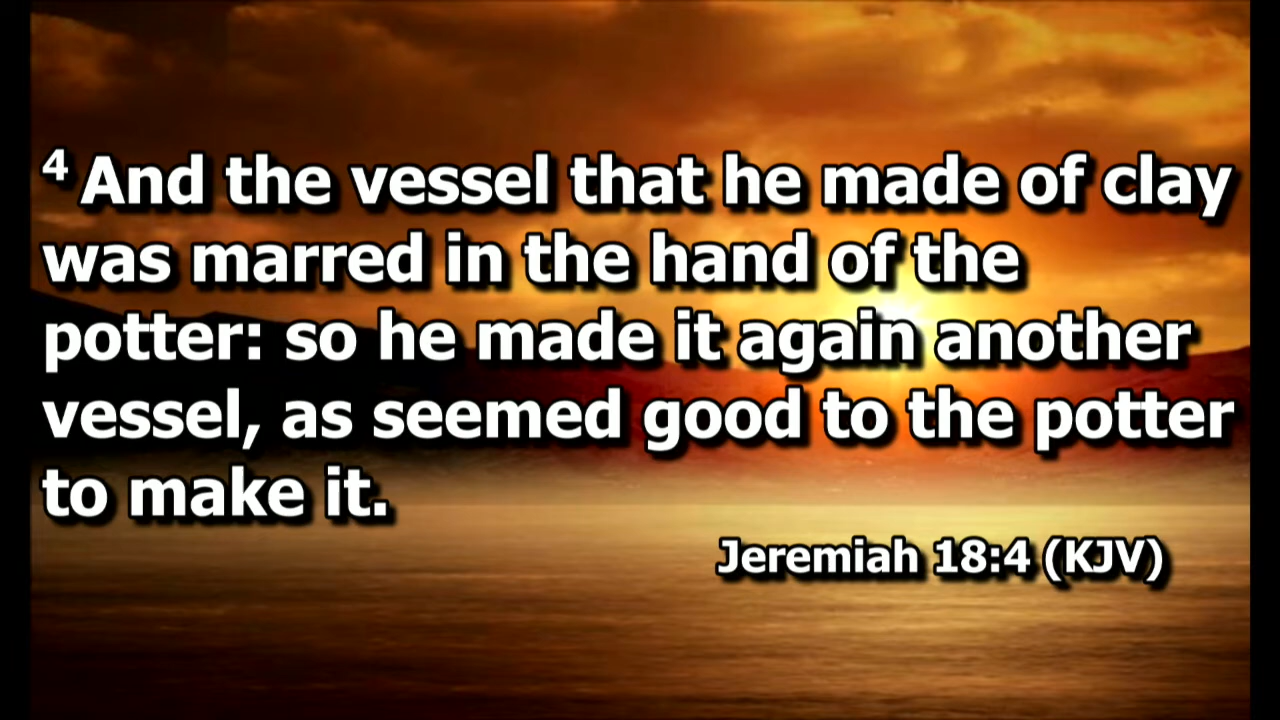 4 And the vessel that he made of clay
was marred in the hand of the
potter: so he made it again another
vessel, as seemed good to the potter
to make it.
Jeremiah 18:4 (KJV)